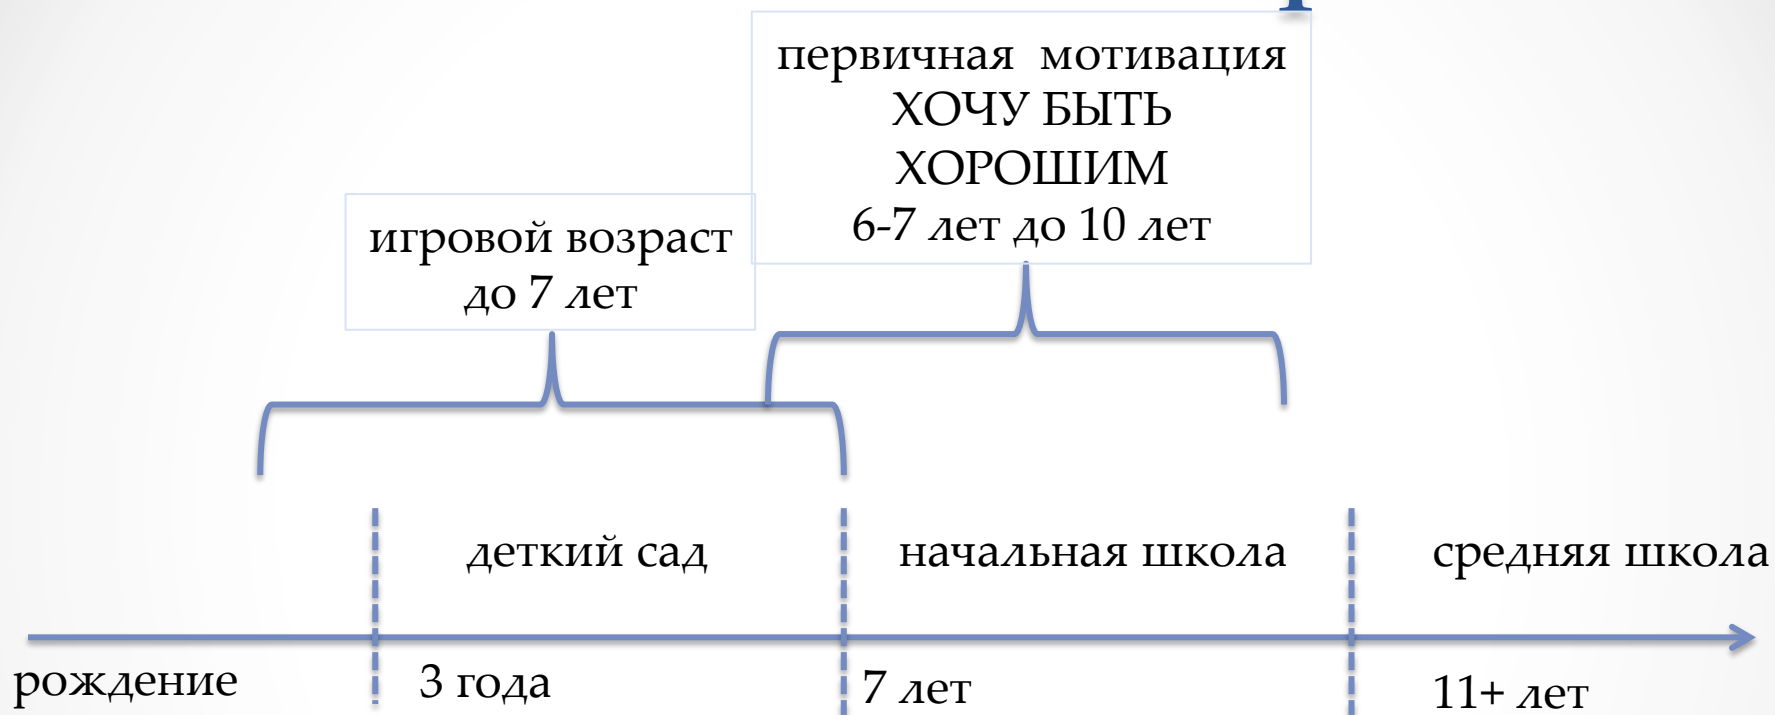 первичная мотивация
ХОЧУ БЫТЬ
ХОРОШИМ
6-7 лет до 10 лет
игровой возраст
до 7 лет
деткий сад
начальная школа
средняя школа
рождение
3 года
7 лет
11+ лет